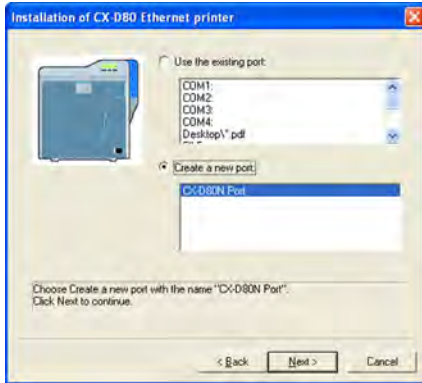 Installation of CX-D80 Ethernet printer
Use the existing port:
COM1:
COM2:
COM3:
COM4:
Desktop\*.pdf
Create a new port:
CX-D80N Port
Choose Create a new port with the name "CX-D80N Port".
Click Next to continue.
< Back
Next >
Cancel